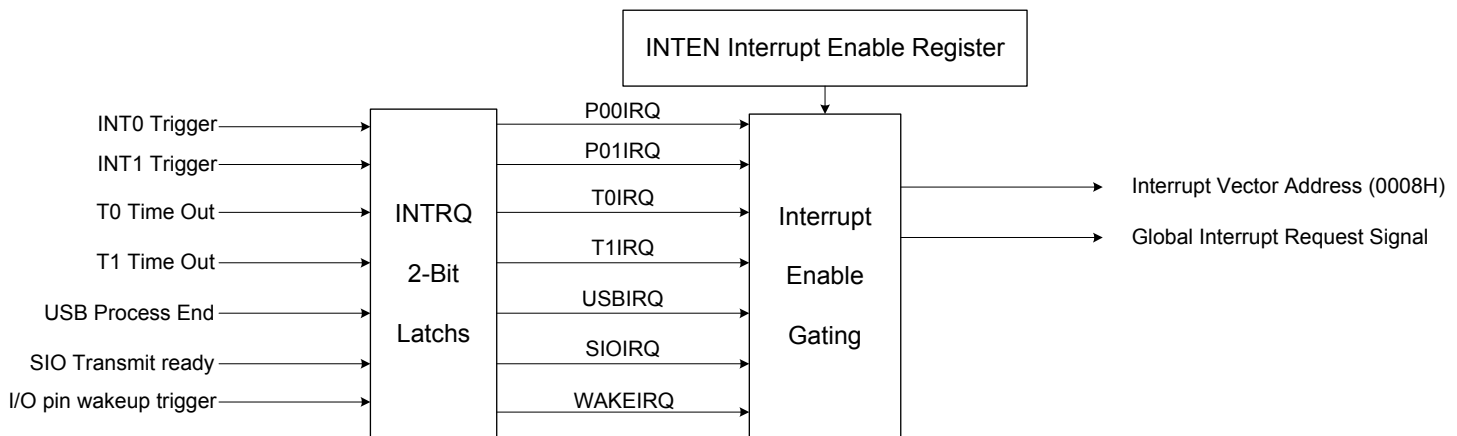 INTEN Interrupt Enable Register
INT0 Trigger
INT1 Trigger
T0 Time Out
T1 Time Out
USB Process End
SIO Transmit ready
I/O pin wakeup trigger
INTRQ
2-Bit
Latchs
P00IRQ
P01IRQ
T0IRQ
T1IRQ
USBIRQ
SIOIRQ
WAKEIRQ
Interrupt
Enable
Gating
Interrupt Vector Address (0008H)
Global Interrupt Request Signal